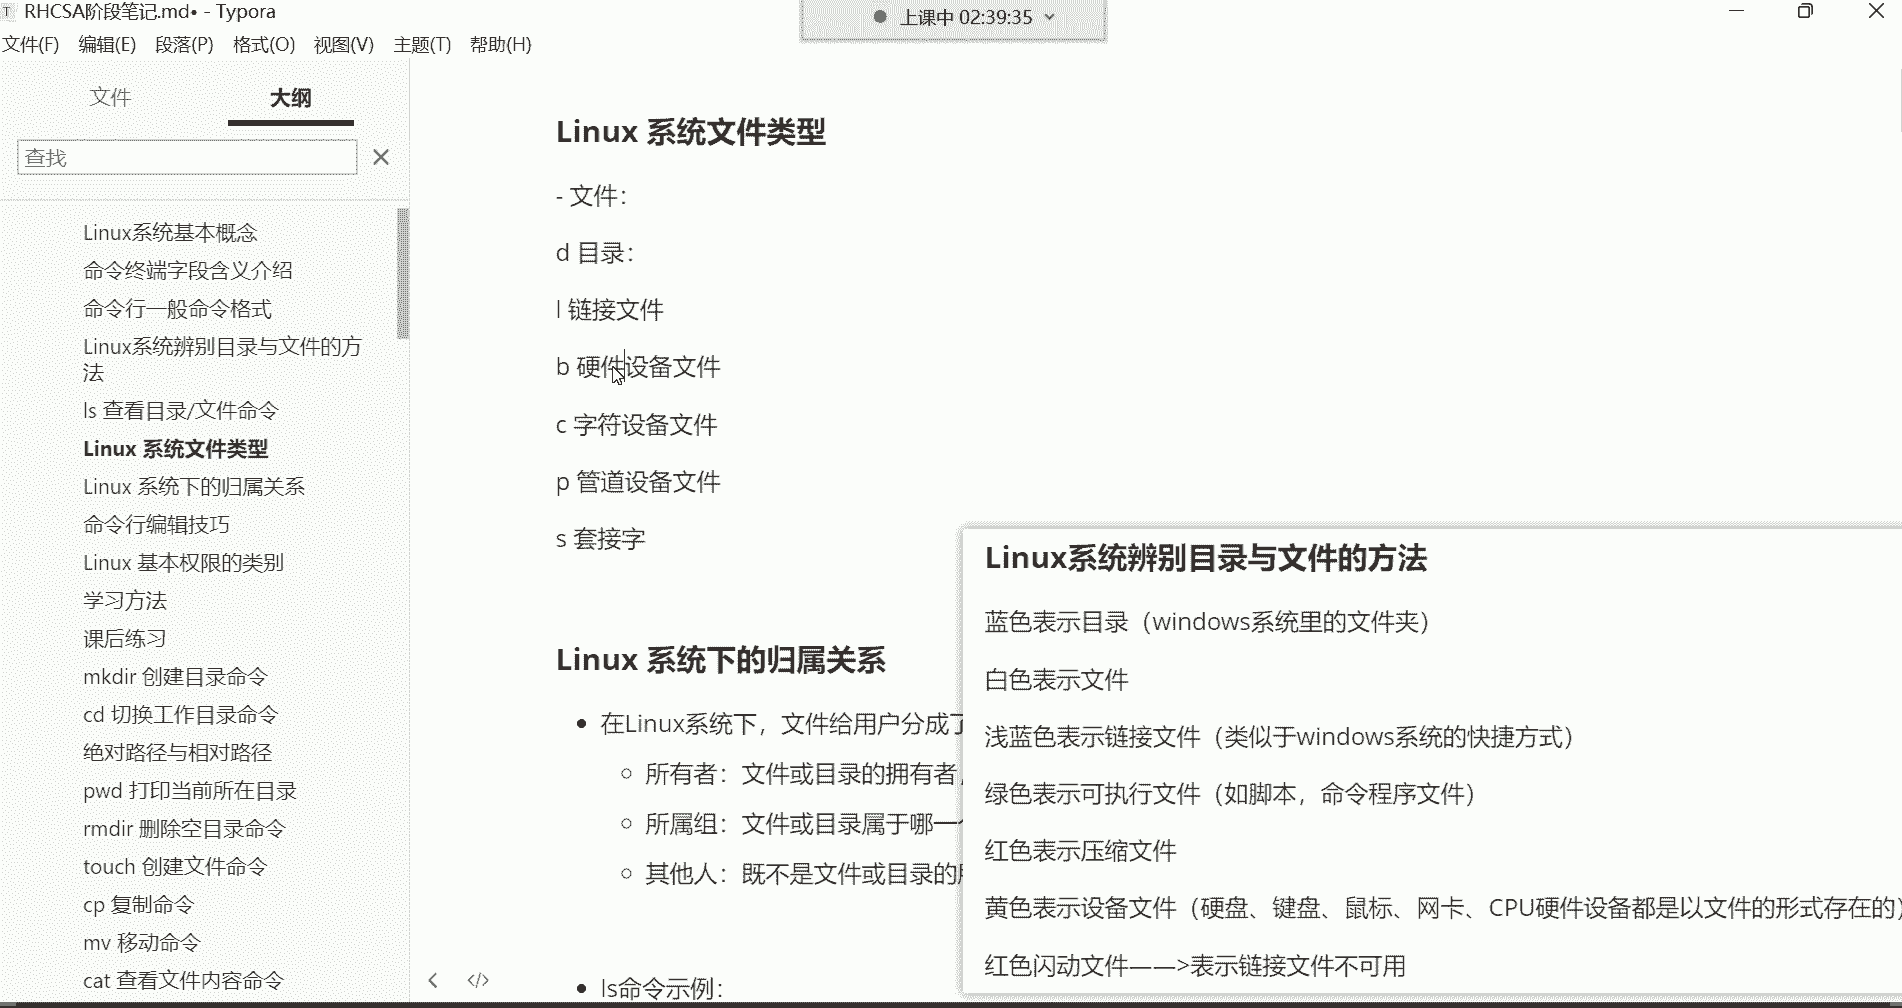 RHCSA阶段笔记.md• - Typora
上课中 02:39:35
文件(F) 编辑(E) 段落(P) 格式(O) 视图(V) 主题(T) 帮助(H)
文件 大纲
查找
Linux系统基本概念
命令终端字段含义介绍
命令行一般命令格式
Linux系统辨别目录与文件的方
法
ls 查看目录/文件命令
Linux 系统文件类型
Linux 系统下的归属关系
命令行编辑技巧
Linux 基本权限的类别
学习方法
课后练习
mkdir 创建目录命令
cd 切换工作目录命令
绝对路径与相对路径
pwd 打印当前所在目录
rmdir 删除空目录命令
touch 创建文件命令
cp 复制命令
mv 移动命令
cat 查看文件内容命令
Linux 系统文件类型
- 文件：
d 目录：
l 链接文件
b 硬件设备文件
c 字符设备文件
p 管道设备文件
s 套接字
Linux 系统下的归属关系
• 在Linux系统下，文件给用户分成了
○ 所有者：文件或目录的拥有者，
○ 所属组：文件或目录属于哪一个
○ 其他人：既不是文件或目录的
• ls命令示例：
Linux系统辨别目录与文件的方法
蓝色表示目录（windows系统里的文件夹）
白色表示文件
浅蓝色表示链接文件（类似于windows系统的快捷方式）
绿色表示可执行文件（如脚本，命令程序文件）
红色表示压缩文件
黄色表示设备文件（硬盘、键盘、鼠标、网卡、CPU硬件设备都是以文件的形式存在的）
红色闪动文件——>表示链接文件不可用